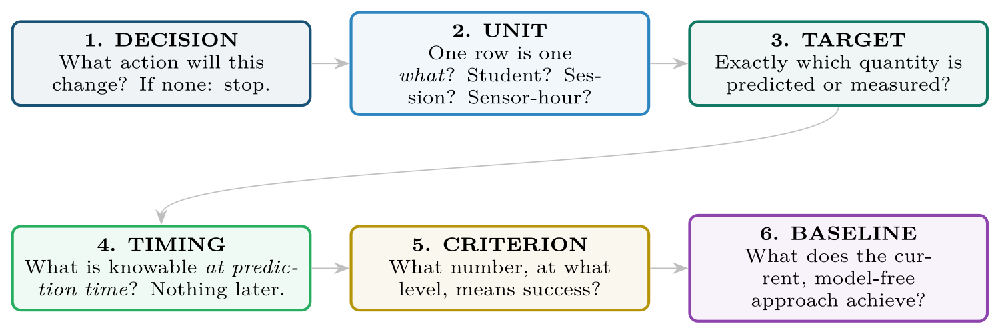 1. DECISION
What action will this
change? If none: stop.
2. UNIT
One row is one
what? Student? Ses-
sion? Sensor-hour?
3. TARGET
Exactly which quantity is
predicted or measured?
4. TIMING
What is knowable at predic-
tion time? Nothing later.
5. CRITERION
What number, at what
level, means success?
6. BASELINE
What does the cur-
rent, model-free
approach achieve?